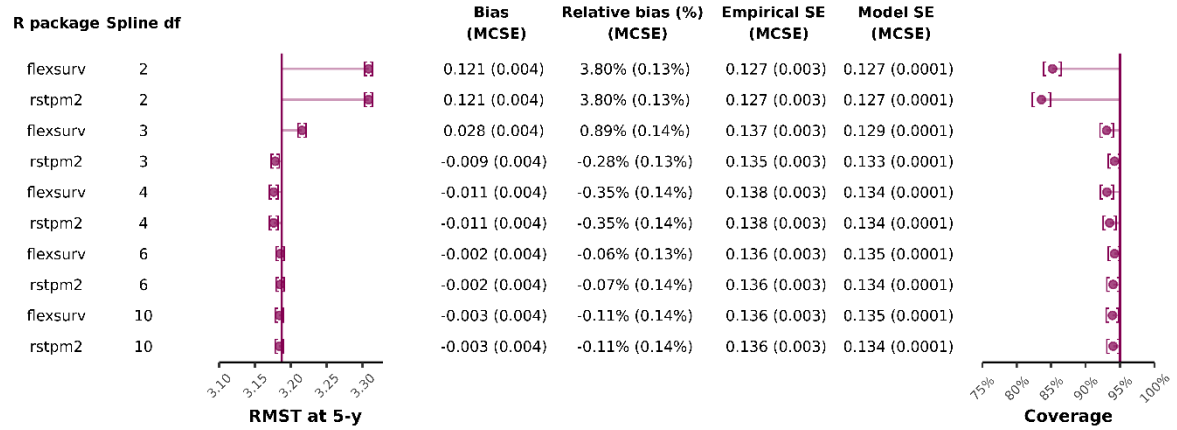 R package Spline df Bias (MCSE) Relative bias (%) (MCSE) Empirical SE (MCSE) Model SE (MCSE)
flexsurv 2 0.121 (0.004) 3.80% (0.13%) 0.127 (0.003) 0.127 (0.0001)
rstpm2 2 0.121 (0.004) 3.80% (0.13%) 0.127 (0.003) 0.127 (0.0001)
flexsurv 3 0.028 (0.004) 0.89% (0.14%) 0.137 (0.003) 0.129 (0.0001)
rstpm2 3 -0.009 (0.004) -0.28% (0.13%) 0.135 (0.003) 0.133 (0.0001)
flexsurv 4 -0.011 (0.004) -0.35% (0.14%) 0.138 (0.003) 0.134 (0.0001)
rstpm2 4 -0.011 (0.004) -0.35% (0.14%) 0.138 (0.003) 0.134 (0.0001)
flexsurv 6 -0.002 (0.004) -0.06% (0.13%) 0.136 (0.003) 0.135 (0.0001)
rstpm2 6 -0.002 (0.004) -0.07% (0.14%) 0.136 (0.003) 0.134 (0.0001)
flexsurv 10 -0.003 (0.004) -0.11% (0.14%) 0.136 (0.003) 0.135 (0.0001)
rstpm2 10 -0.003 (0.004) -0.11% (0.14%) 0.136 (0.003) 0.134 (0.0001)
3.10 3.15 3.20 3.25 3.30 75% 80% 85% 90% 95% 100%
RMST at 5-y Coverage